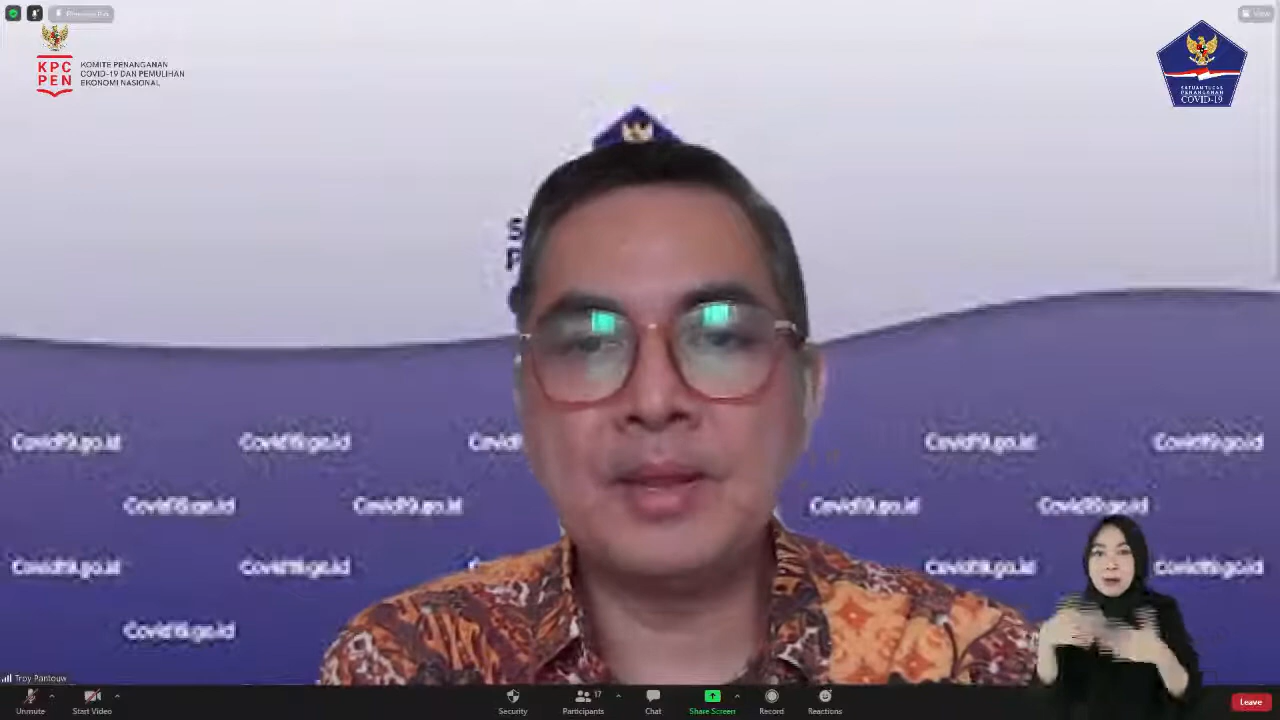 View
KPC
PEN
KOMITE PENANGANAN
COVID-19 DAN PEMULIHAN
EKONOMI NASIONAL
SATUAN TUGAS
PENANGANAN
COVID-19
S
P
Covid19.go.id Covid19.go.id Covid Covid19.go.id Covid19.go.id
Covid19.go.id Covid19.go.id Covid19.go.id Covid19.go.id
Covid19.go.id Covid19.go.id Covid19.go.id Covid19.go.id
Covid19.go.id
Troy Pantouw
Unmute
Start Video
Security
17
Participants
Chat
Share Screen
Record
Reactions
Leave